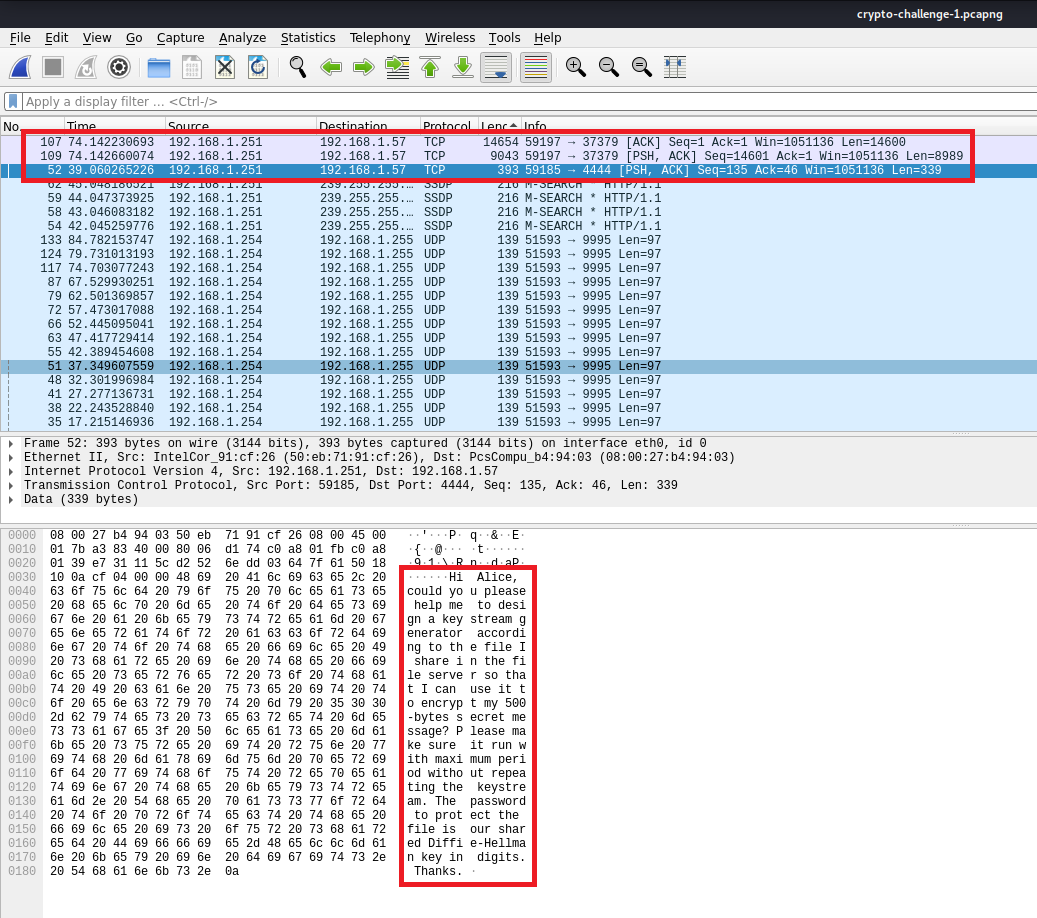 crypto-challenge-1.pcapng
File Edit View Go Capture Analyze Statistics Telephony Wireless Tools Help
Apply a display filter … <Ctrl-/>
No. Time Source Destination Protocol Leng Info
107 74.142230693 192.168.1.251 192.168.1.57 TCP 14654 59197 → 37379 [ACK] Seq=1 Ack=1 Win=1051136 Len=14600
109 74.142660074 192.168.1.251 192.168.1.57 TCP 9043 59197 → 37379 [PSH, ACK] Seq=14601 Ack=1 Win=1051136 Len=8989
52 39.060265226 192.168.1.251 192.168.1.57 TCP 393 59185 → 4444 [PSH, ACK] Seq=135 Ack=46 Win=1051136 Len=339
62 45.048186521 192.168.1.251 239.255.255.… SSDP 216 M-SEARCH * HTTP/1.1
59 44.047373925 192.168.1.251 239.255.255.… SSDP 216 M-SEARCH * HTTP/1.1
58 43.046083182 192.168.1.251 239.255.255.… SSDP 216 M-SEARCH * HTTP/1.1
54 42.045259776 192.168.1.251 239.255.255.… SSDP 216 M-SEARCH * HTTP/1.1
133 84.782153747 192.168.1.254 192.168.1.255 UDP 139 51593 → 9995 Len=97
124 79.731013193 192.168.1.254 192.168.1.255 UDP 139 51593 → 9995 Len=97
117 74.703077243 192.168.1.254 192.168.1.255 UDP 139 51593 → 9995 Len=97
87 67.529930251 192.168.1.254 192.168.1.255 UDP 139 51593 → 9995 Len=97
79 62.501369857 192.168.1.254 192.168.1.255 UDP 139 51593 → 9995 Len=97
72 57.473017088 192.168.1.254 192.168.1.255 UDP 139 51593 → 9995 Len=97
66 52.445095041 192.168.1.254 192.168.1.255 UDP 139 51593 → 9995 Len=97
63 47.417729414 192.168.1.254 192.168.1.255 UDP 139 51593 → 9995 Len=97
55 42.389454608 192.168.1.254 192.168.1.255 UDP 139 51593 → 9995 Len=97
51 37.349607559 192.168.1.254 192.168.1.255 UDP 139 51593 → 9995 Len=97
48 32.301996984 192.168.1.254 192.168.1.255 UDP 139 51593 → 9995 Len=97
41 27.277136731 192.168.1.254 192.168.1.255 UDP 139 51593 → 9995 Len=97
38 22.243528840 192.168.1.254 192.168.1.255 UDP 139 51593 → 9995 Len=97
35 17.215146936 192.168.1.254 192.168.1.255 UDP 139 51593 → 9995 Len=97
Frame 52: 393 bytes on wire (3144 bits), 393 bytes captured (3144 bits) on interface eth0, id 0
Ethernet II, Src: IntelCor_91:cf:26 (50:eb:71:91:cf:26), Dst: PcsCompu_b4:94:03 (08:00:27:b4:94:03)
Internet Protocol Version 4, Src: 192.168.1.251, Dst: 192.168.1.57
Transmission Control Protocol, Src Port: 59185, Dst Port: 4444, Seq: 135, Ack: 46, Len: 339
Data (339 bytes)
0000 08 00 27 b4 94 03 50 eb 71 91 cf 26 08 00 45 00 ··'···P· q··&··E·
0010 01 7b a3 83 40 00 80 06 d1 74 c0 a8 01 fb c0 a8 ·{··@··· ·t······
0020 01 39 e7 31 11 5c d2 52 6e dd 03 64 7f 61 50 18 ·9·1·\·R n··d·aP·
0030 10 0a cf 04 00 00 48 69 20 41 6c 69 63 65 2c 20 ······Hi Alice,
0040 63 6f 75 6c 64 20 79 6f 75 20 70 6c 65 61 73 65 could yo u please
0050 20 68 65 6c 70 20 6d 65 20 74 6f 20 64 65 73 69 help me to desi
0060 67 6e 20 61 20 6b 65 79 73 74 72 65 61 6d 20 67 gn a key stream g
0070 65 6e 65 72 61 74 6f 72 20 61 63 63 6f 72 64 69 enerator accordi
0080 6e 67 20 74 6f 20 74 68 65 20 66 69 6c 65 20 49 ng to th e file I
0090 20 73 68 61 72 65 20 69 6e 20 74 68 65 20 66 69 share i n the fi
00a0 6c 65 20 73 65 72 76 65 72 20 73 6f 20 74 68 61 le serve r so tha
00b0 74 20 49 20 63 61 6e 20 75 73 65 20 69 74 20 74 t I can use it t
00c0 6f 20 65 6e 63 72 79 70 74 20 6d 79 20 35 30 30 o encryp t my 500
00d0 2d 62 79 74 65 73 20 73 65 63 72 65 74 20 6d 65 -bytes s ecret me
00e0 73 73 61 67 65 3f 20 50 6c 65 61 73 65 20 6d 61 ssage? P lease ma
00f0 6b 65 20 73 75 72 65 20 69 74 20 72 75 6e 20 77 ke sure it run w
0100 69 74 68 20 6d 61 78 69 6d 75 6d 20 70 65 72 69 ith maxi mum peri
0110 6f 64 20 77 69 74 68 6f 75 74 20 72 65 70 65 61 od witho ut repea
0120 74 69 6e 67 20 74 68 65 20 6b 65 79 73 74 72 65 ting the keystre
0130 61 6d 2e 20 54 68 65 20 70 61 73 73 77 6f 72 64 am. The password
0140 20 74 6f 20 70 72 6f 74 65 63 74 20 74 68 65 20 to prot ect the
0150 66 69 6c 65 20 69 73 20 6f 75 72 20 73 68 61 72 file is our shar
0160 65 64 20 44 69 66 66 69 65 2d 48 65 6c 6c 6d 61 ed Diffi e-Hellma
0170 6e 20 6b 65 79 20 69 6e 20 64 69 67 69 74 73 2e n key in digits.
0180 20 54 68 61 6e 6b 73 2e 0a Thanks. ·